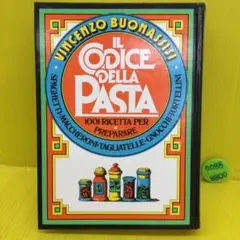 VINCENZO BUONASSISI
IL
CODICE
DELLA
PASTA
1001 RICETTA PER
PREPARARE
SPAGHETTI·MACCHERONI·TAGLIATELLE·GNOCCHI·TORTELLINI